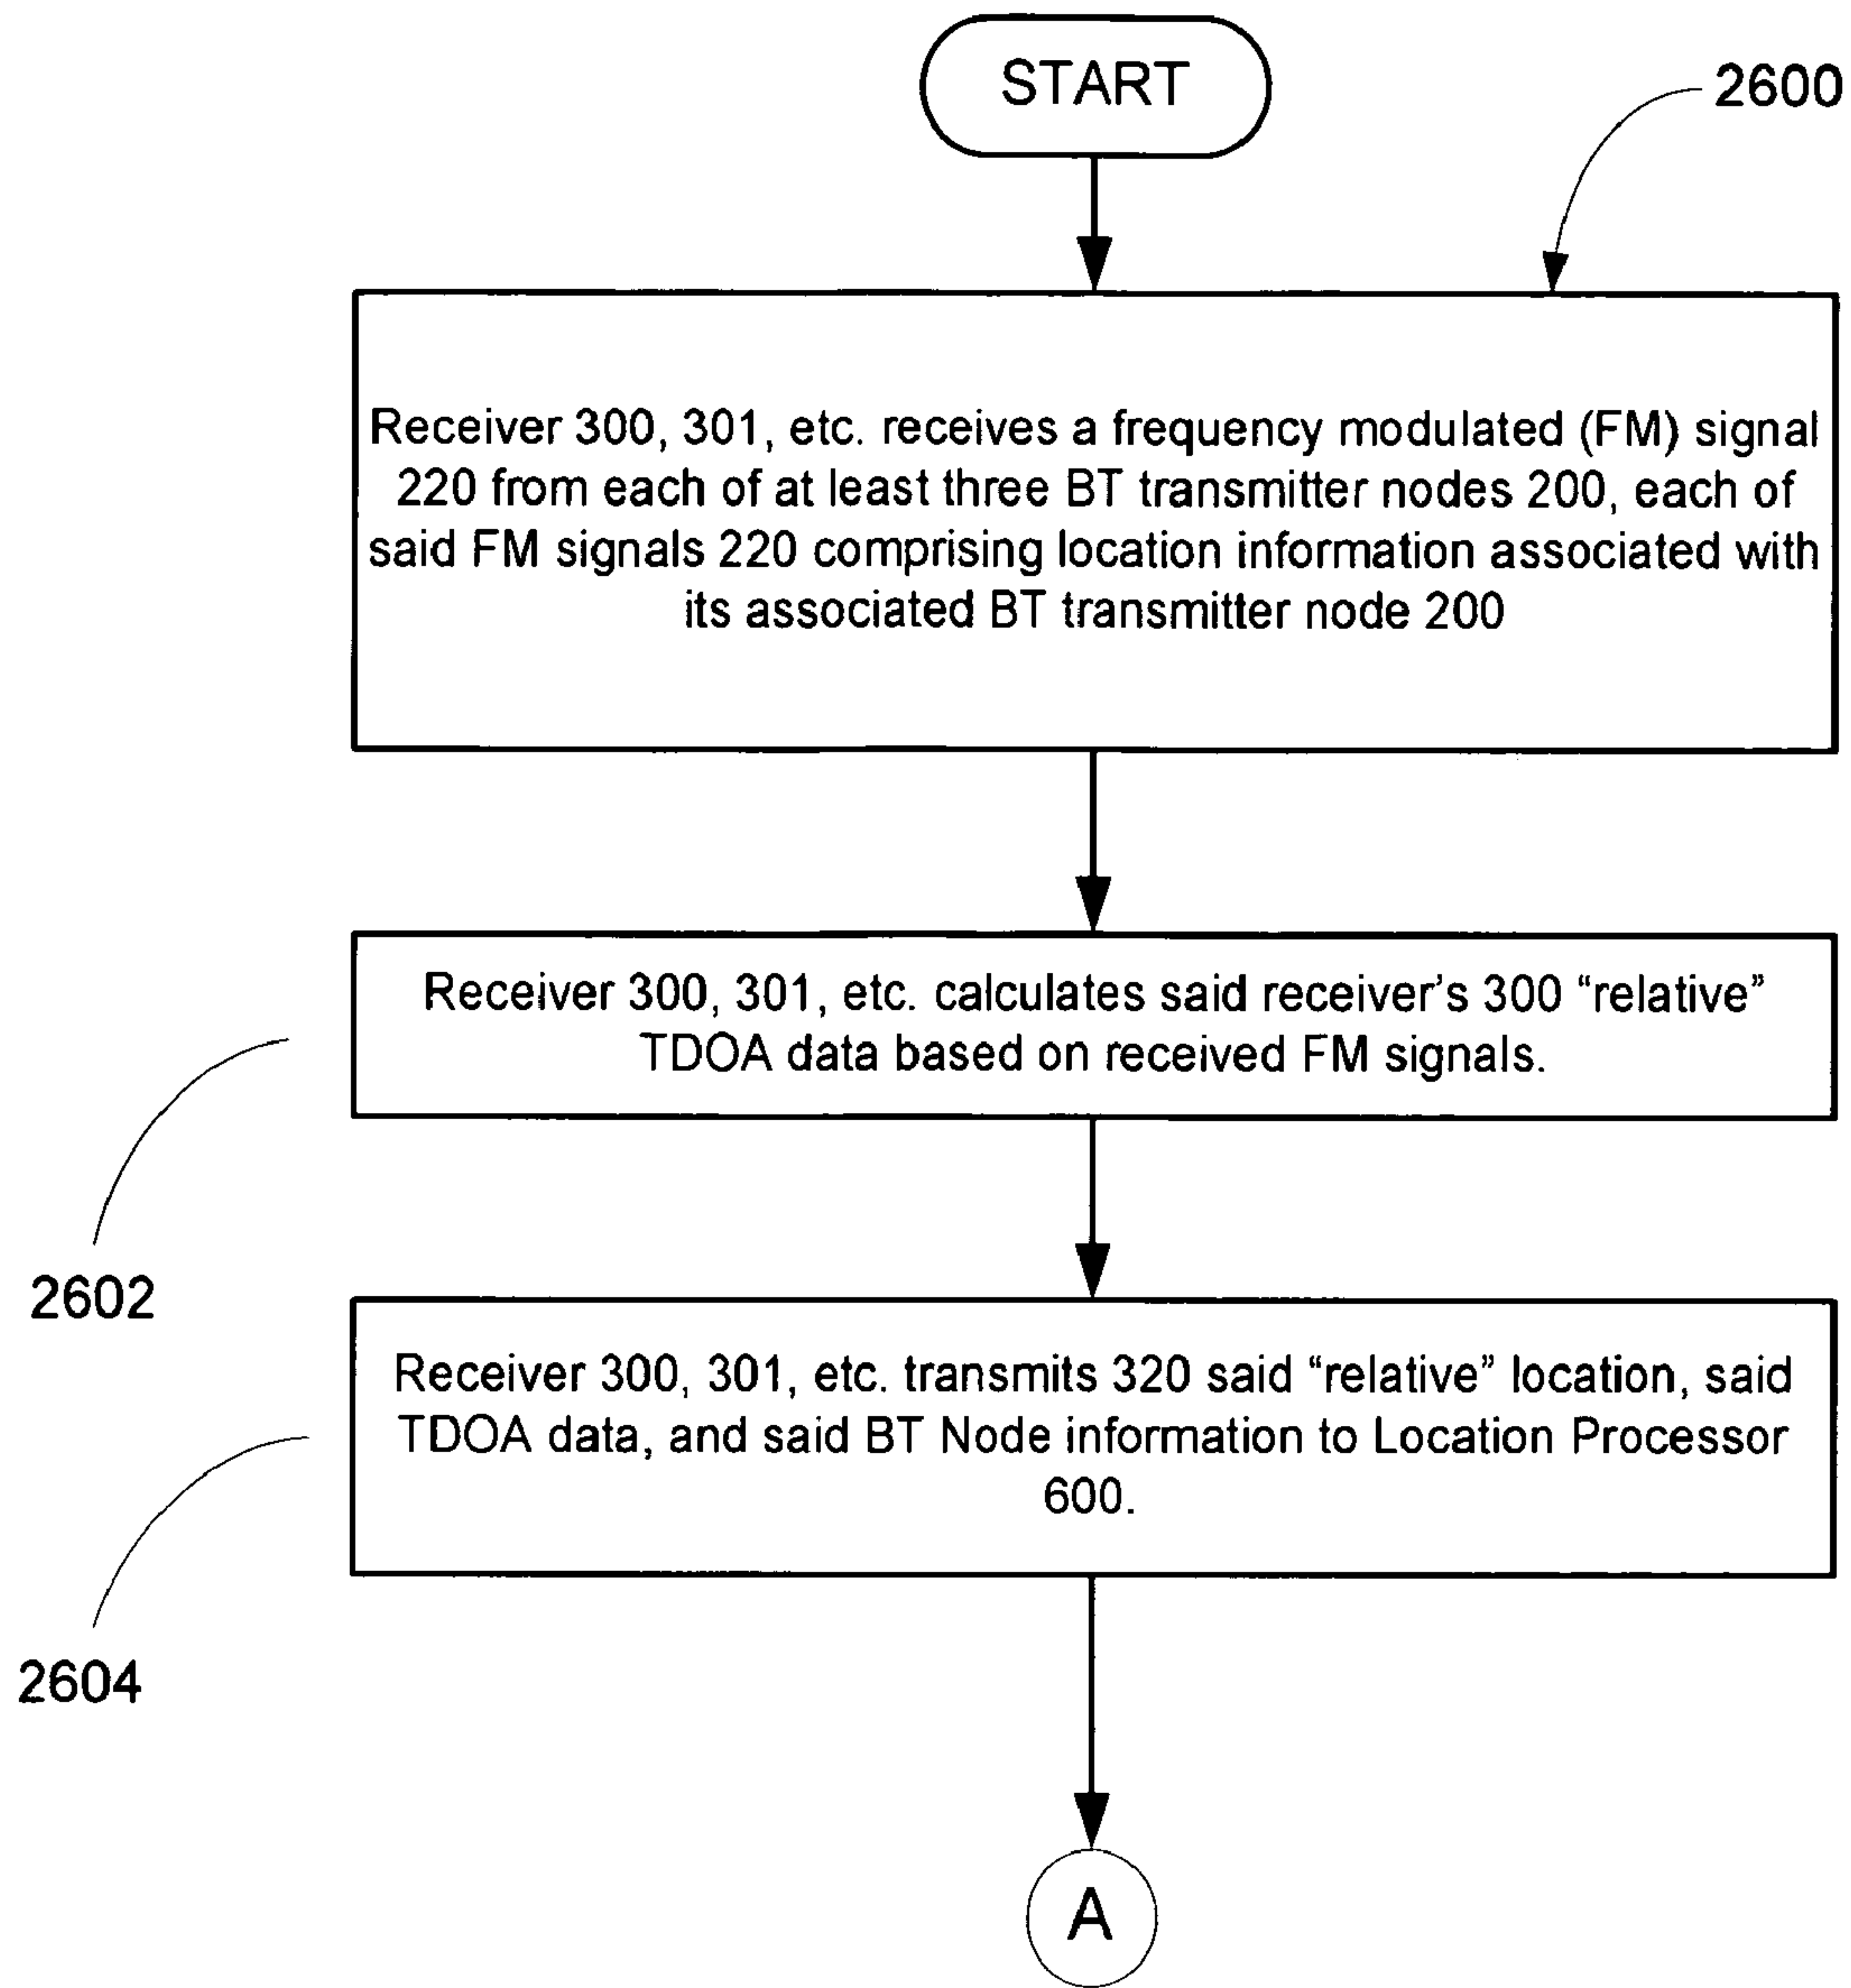 START
2600
Receiver 300, 301, etc. receives a frequency modulated (FM) signal
220 from each of at least three BT transmitter nodes 200, each of
said FM signals 220 comprising location information associated with
its associated BT transmitter node 200
Receiver 300, 301, etc. calculates said receiver's 300 “relative”
TDOA data based on received FM signals.
2602
Receiver 300, 301, etc. transmits 320 said “relative” location, said
TDOA data, and said BT Node information to Location Processor
600.
2604
A